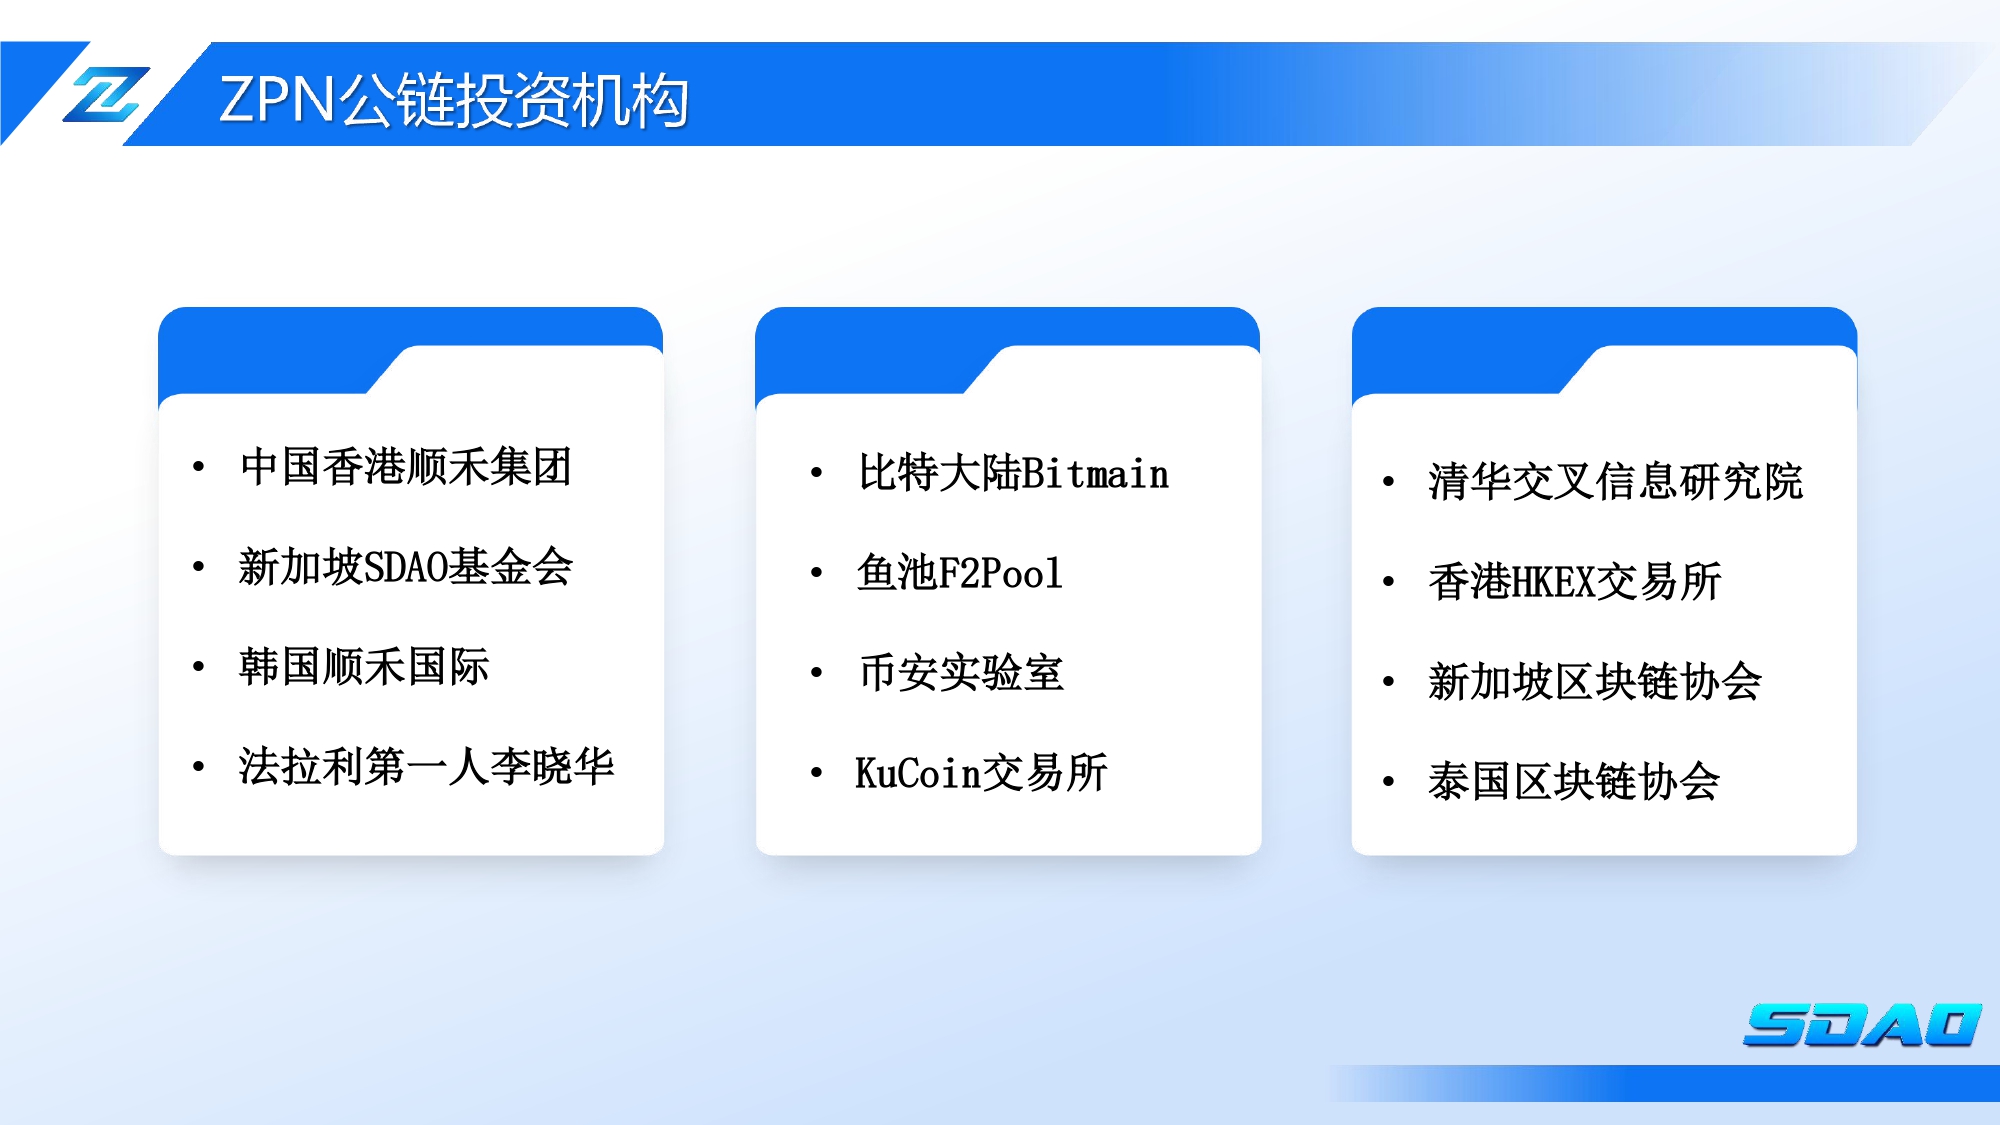 ZPN公链投资机构
• 中国香港顺禾集团
• 新加坡SDAO基金会
• 韩国顺禾国际
• 法拉利第一人李晓华
• 比特大陆Bitmain
• 鱼池F2Pool
• 币安实验室
• KuCoin交易所
• 清华交叉信息研究院
• 香港HKEX交易所
• 新加坡区块链协会
• 泰国区块链协会
SDAO